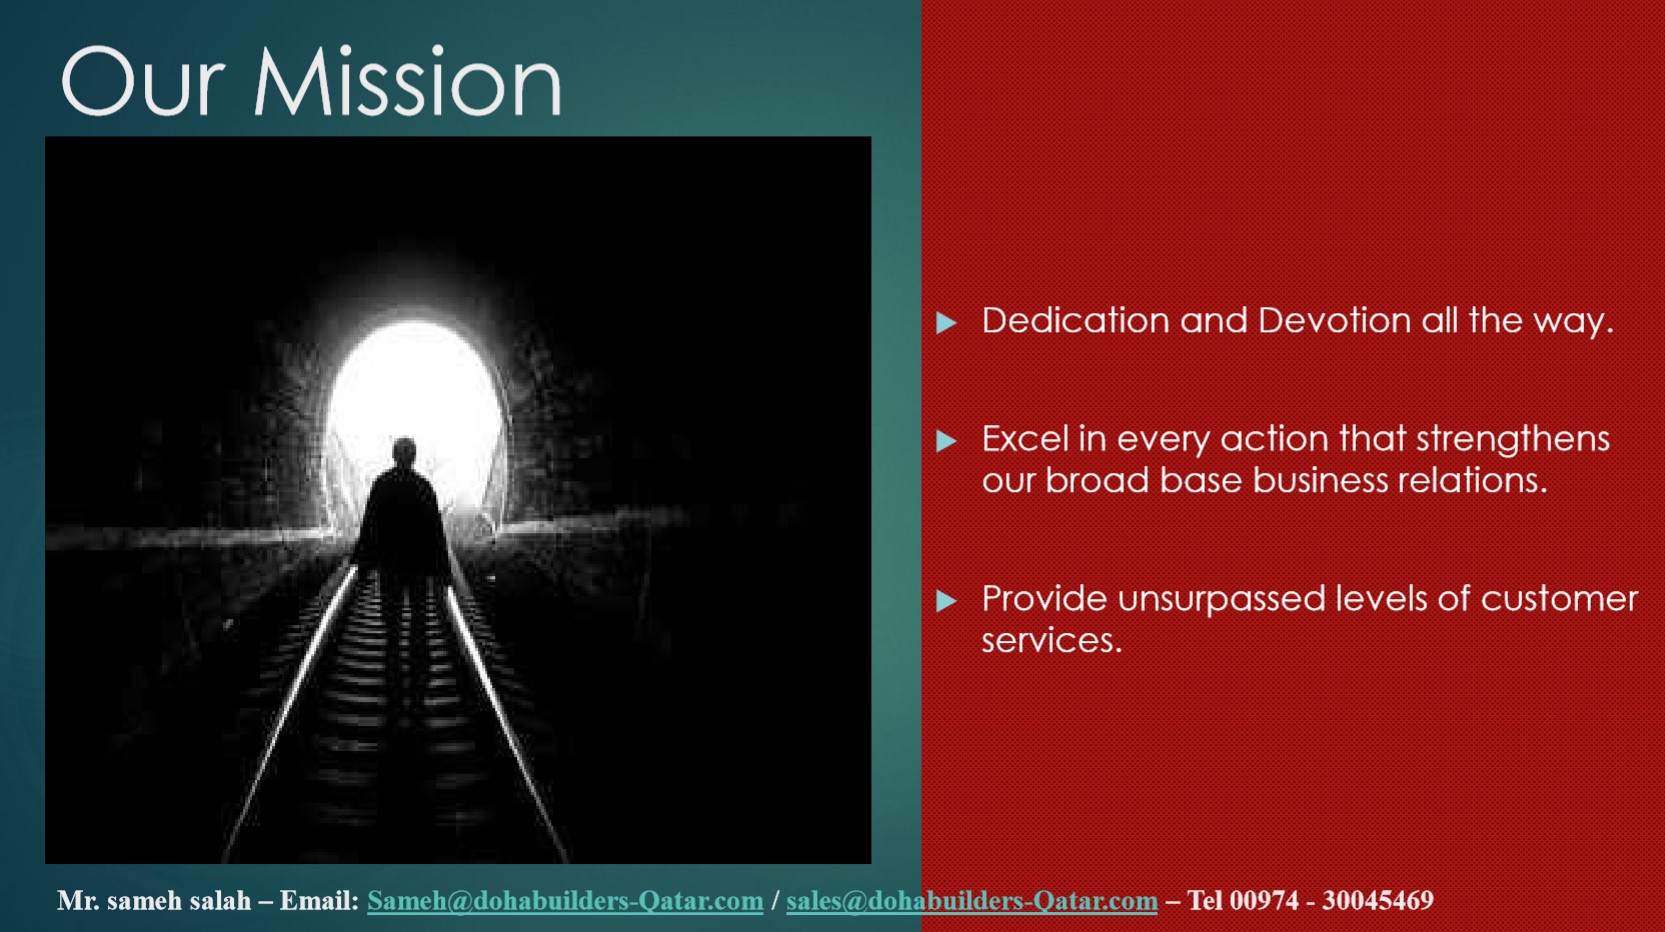 Our Mission
Dedication and Devotion all the way.
Excel in every action that strengthens
our broad base business relations.
Provide unsurpassed levels of customer
services.
Mr. sameh salah – Email: Sameh@dohabuilders-Qatar.com / sales@dohabuilders-Qatar.com – Tel 00974 - 30045469